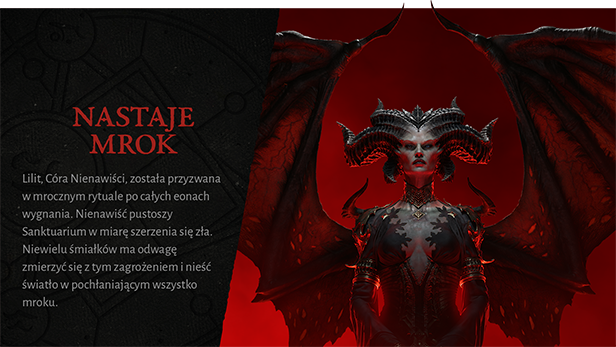 NASTAJE
MROK
Lilit, Córa Nienawiści, została przyzwana
w mrocznym rytuale po całych eonach
wygnania. Nienawiść pustoszy
Sanktuarium w miarę szerzenia się zła.
Niewielu śmiałków ma odwagę
zmierzyć się z tym zagrożeniem i nieść
światło w pochłaniającym wszystko
mroku.